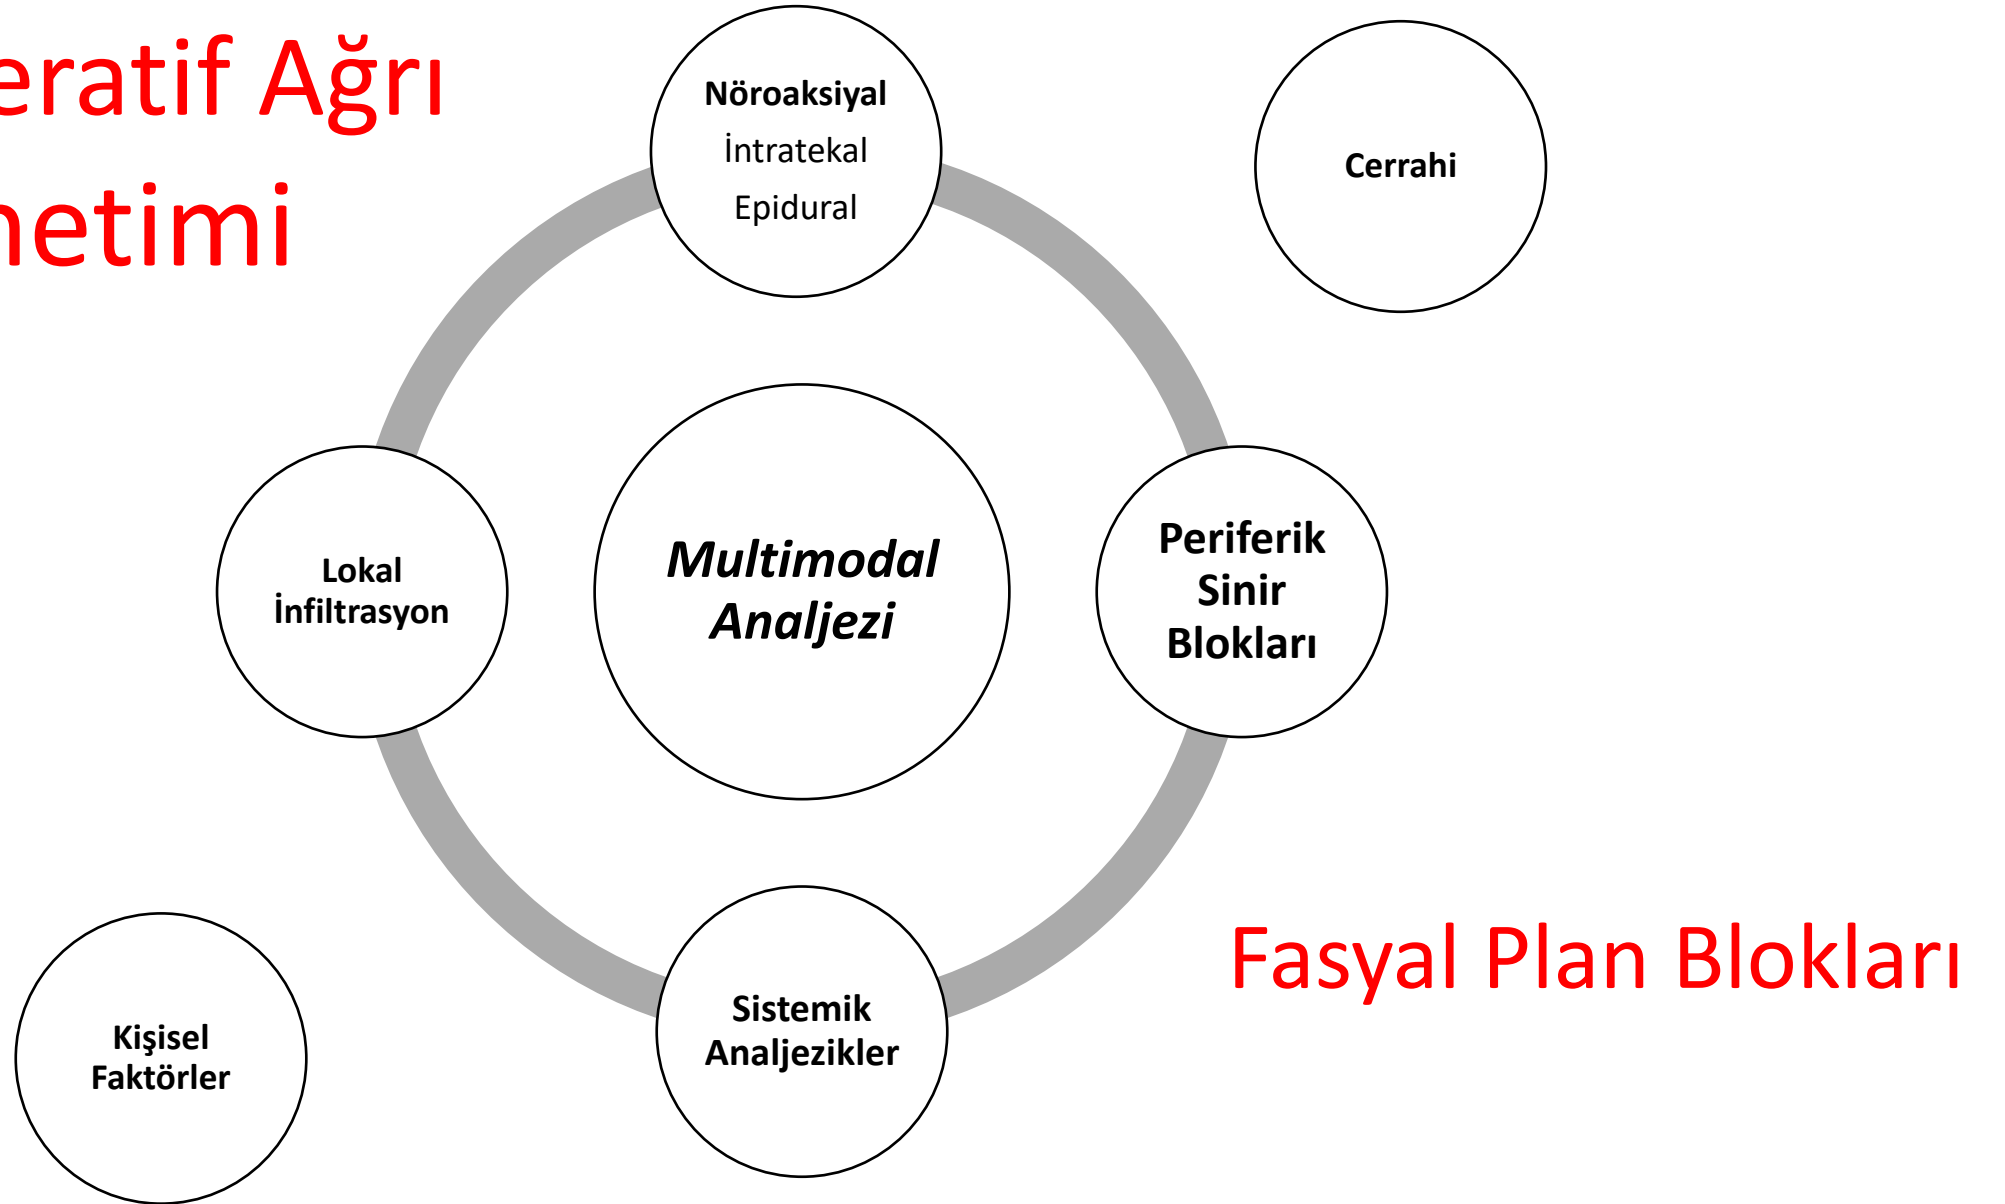 eratif Ağrı
netimi
Nöroaksiyal
İntratekal
Epidural
Cerrahi
Lokal
İnfiltrasyon
Multimodal
Analjezi
Periferik
Sinir
Blokları
Fasyal Plan Blokları
Sistemik
Analjezikler
Kişisel
Faktörler